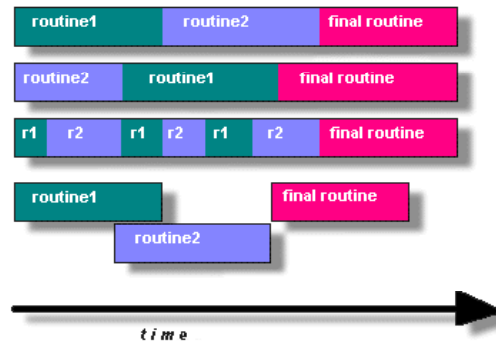 routine1 routine2 final routine
routine2 routine1 final routine
r1 r2 r1 r2 r1 r2 final routine
routine1 final routine
routine2
time